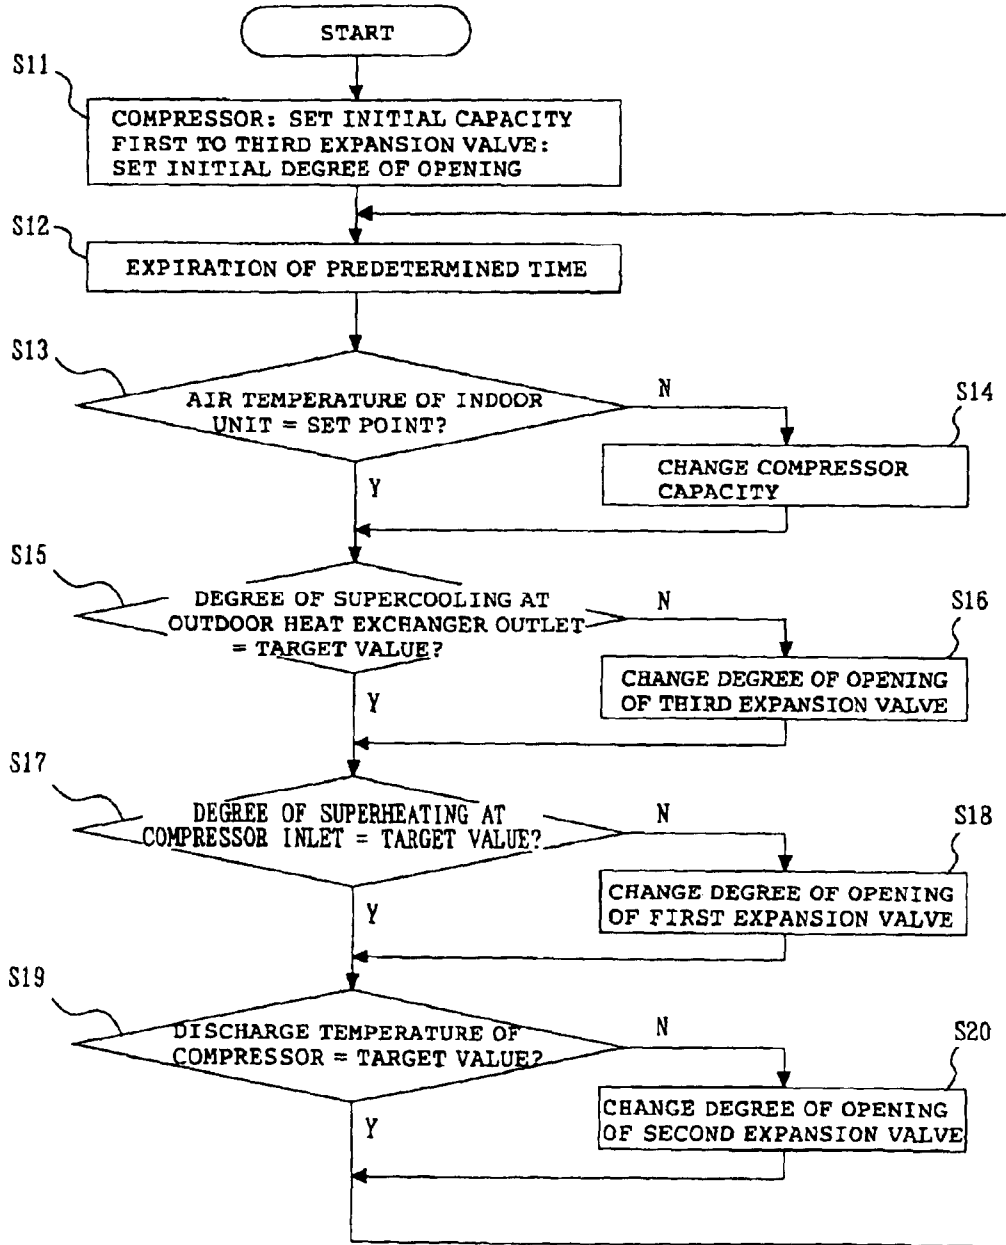 START
S11
COMPRESSOR: SET INITIAL CAPACITY
FIRST TO THIRD EXPANSION VALVE:
SET INITIAL DEGREE OF OPENING
S12
EXPIRATION OF PREDETERMINED TIME
S13
AIR TEMPERATURE OF INDOOR
UNIT = SET POINT?
N
S14
CHANGE COMPRESSOR
CAPACITY
Y
S15
DEGREE OF SUPERCOOLING AT
OUTDOOR HEAT EXCHANGER OUTLET
= TARGET VALUE?
N
S16
CHANGE DEGREE OF OPENING
OF THIRD EXPANSION VALVE
Y
S17
DEGREE OF SUPERHEATING AT
COMPRESSOR INLET = TARGET VALUE?
N
S18
CHANGE DEGREE OF OPENING
OF FIRST EXPANSION VALVE
Y
S19
DISCHARGE TEMPERATURE OF
COMPRESSOR = TARGET VALUE?
N
S20
CHANGE DEGREE OF OPENING
OF SECOND EXPANSION VALVE
Y